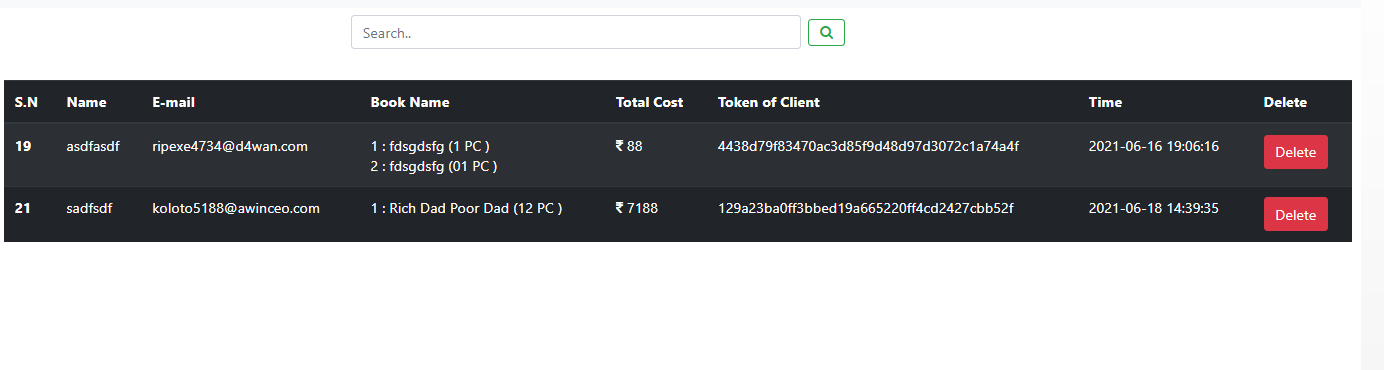 Search..
S.N Name E-mail Book Name Total Cost Token of Client Time Delete
19 asdfasdf ripexe4734@d4wan.com 1 : fdsgdsfg (1 PC ) ₹ 88 4438d79f83470ac3d85f9d48d97d3072c1a74a4f 2021-06-16 19:06:16 Delete
2 : fdsgdsfg (01 PC )
21 sadfsdf koloto5188@awinceo.com 1 : Rich Dad Poor Dad (12 PC ) ₹ 7188 129a23ba0ff3bbed19a665220ff4cd2427cbb52f 2021-06-18 14:39:35 Delete